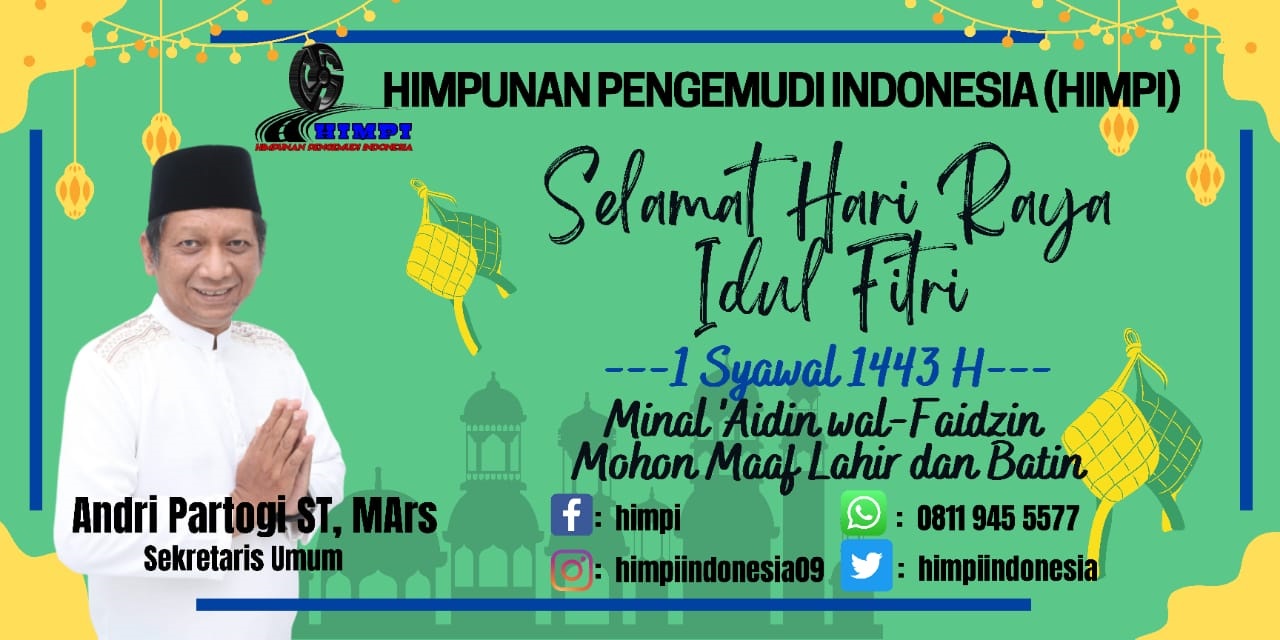 HIMPI
HIMPUNAN PENGEMUDI INDONESIA
HIMPUNAN PENGEMUDI INDONESIA (HIMPI)
Selamat Hari Raya
Idul Fitri
---1 Syawal 1443 H---
Minal 'Aidin wal-Faidzin
Mohon Maaf Lahir dan Batin
Andri Partogi ST, MArs
Sekretaris Umum
: himpi
: 0811 945 5577
: himpiindonesia09
: himpiindonesia